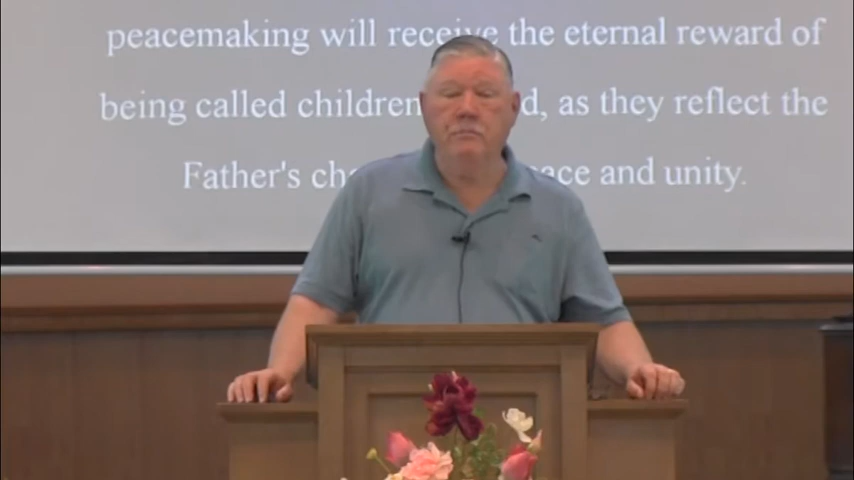 peacemaking will receive the eternal reward of
being called children d, as they reflect the
Father's ch ace and unity.